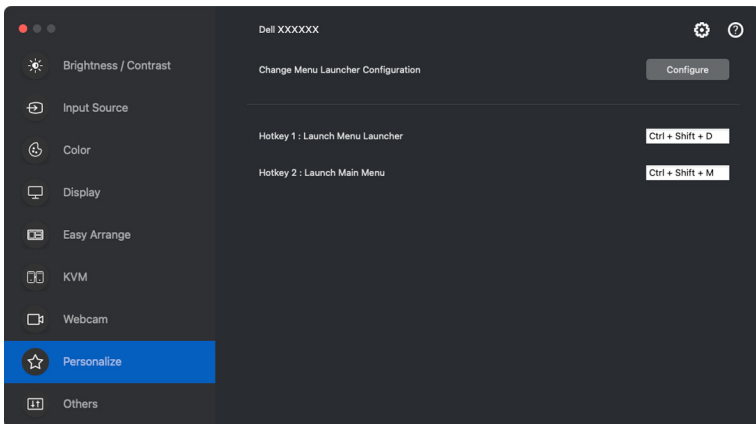 Dell XXXXXX
Brightness / Contrast
Change Menu Launcher Configuration
Configure
Input Source
Hotkey 1 : Launch Menu Launcher
Ctrl + Shift + D
Color
Hotkey 2 : Launch Main Menu
Ctrl + Shift + M
Display
Easy Arrange
KVM
Webcam
Personalize
Others